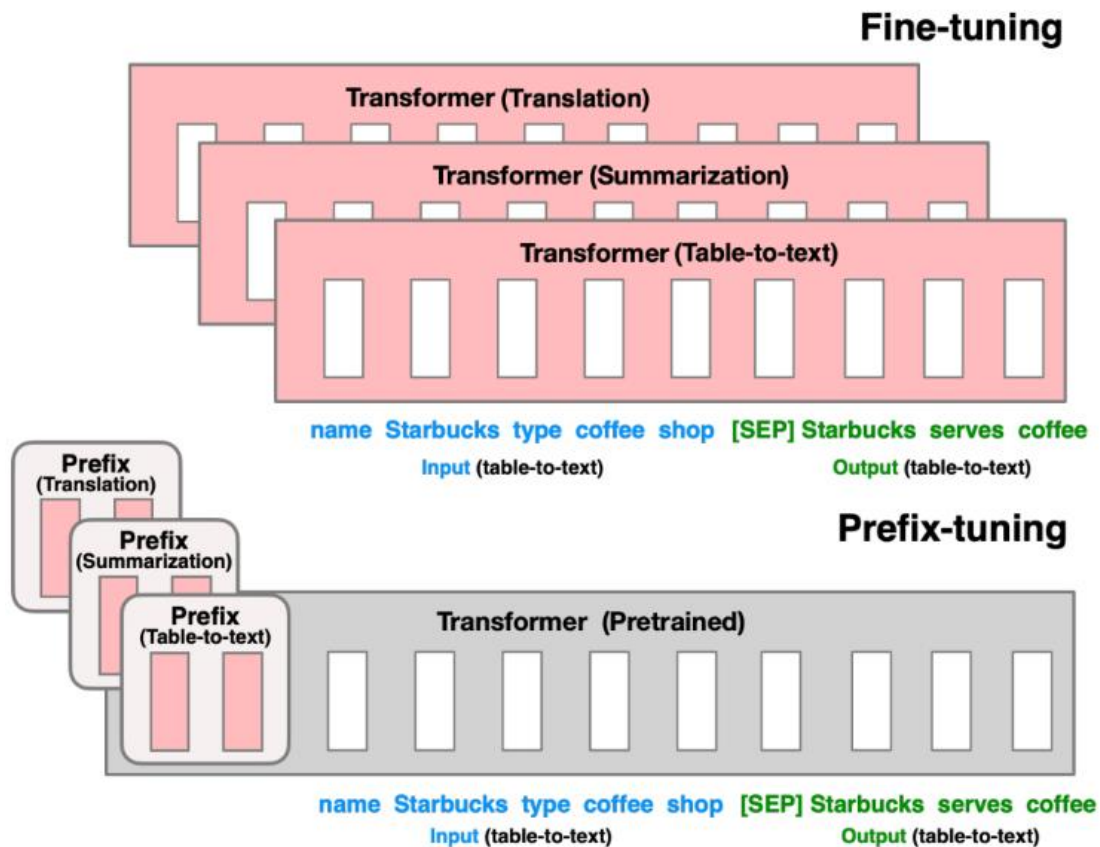 Fine-tuning
Transformer (Translation)
Transformer (Summarization)
Transformer (Table-to-text)
name Starbucks type coffee shop [SEP] Starbucks serves coffee
Input (table-to-text) Output (table-to-text)
Prefix
(Translation)
Prefix-tuning
Prefix
(Summarization)
Prefix
(Table-to-text)
Transformer (Pretrained)
name Starbucks type coffee shop [SEP] Starbucks serves coffee
Input (table-to-text) Output (table-to-text)